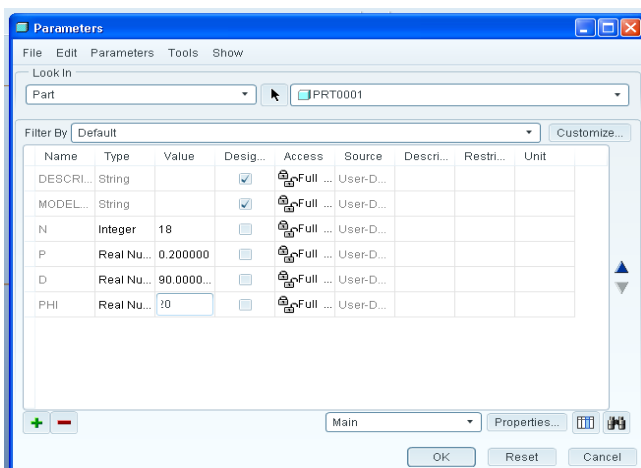 Parameters
File Edit Parameters Tools Show
Look In
Part PRT0001
Filter By Default Customize...
Name Type Value Desig... Access Source Descri... Restri... Unit
DESCRI... String Full ... User-D...
MODEL... String Full ... User-D...
N Integer 18 Full ... User-D...
P Real Nu... 0.200000 Full ... User-D...
D Real Nu... 90.0000... Full ... User-D...
PHI Real Nu... Full ... User-D...
Main Properties...
OK Reset Cancel